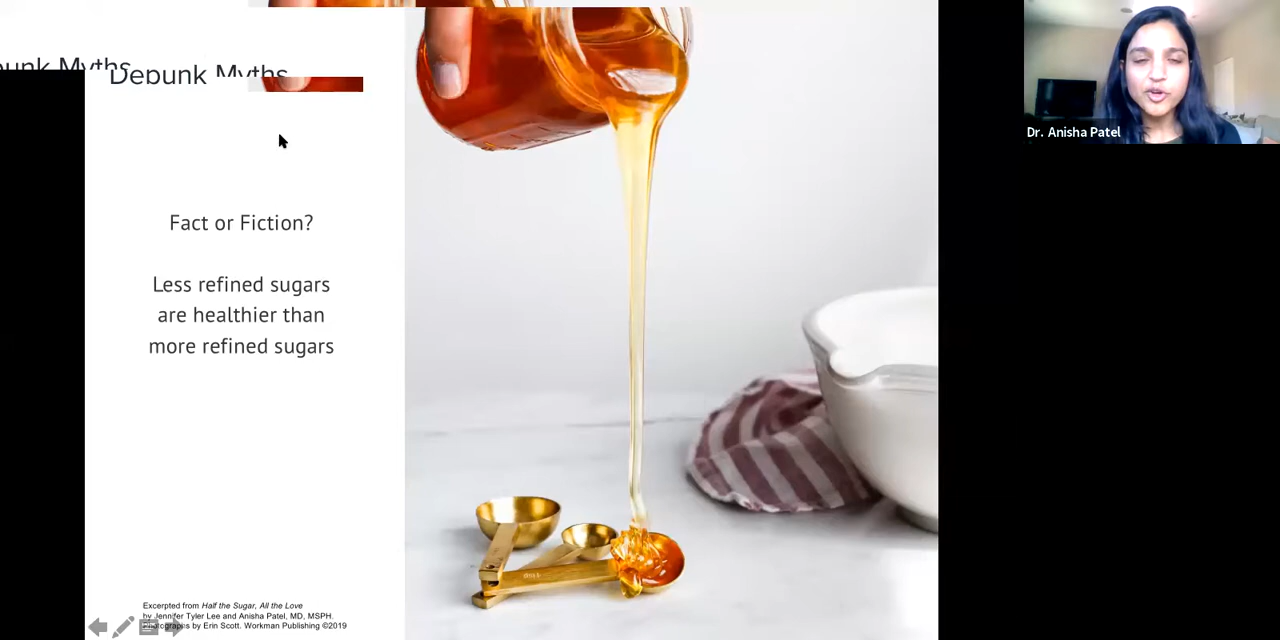 Debunk Myths
Dr. Anisha Patel
Fact or Fiction?
Less refined sugars
are healthier than
more refined sugars
Excerpted from Half the Sugar, All the Love
by Jennifer Tyler Lee and Anisha Patel, MD, MSPH.
Photographs by Erin Scott. Workman Publishing ©2019